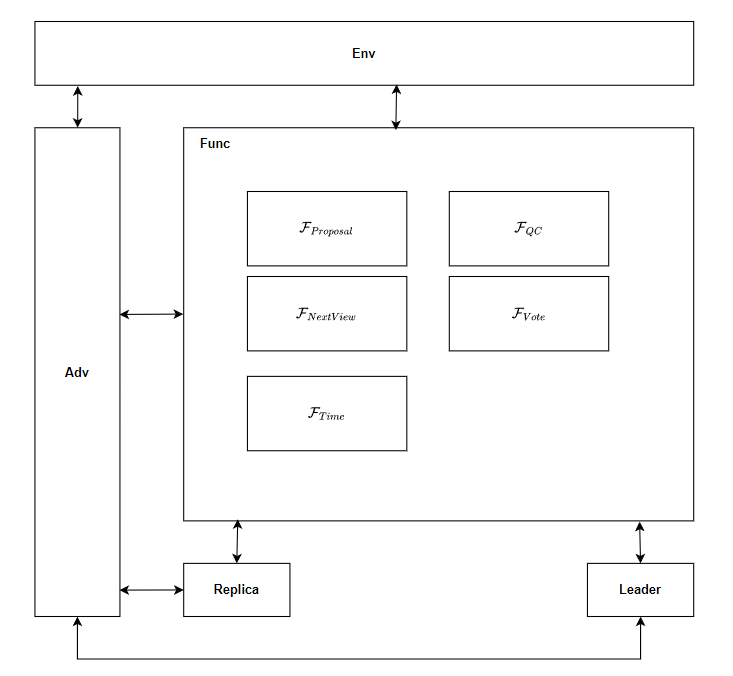 Env
Func
F_Proposal
F_QC
F_NextView
F_Vote
Adv
F_Time
Replica
Leader